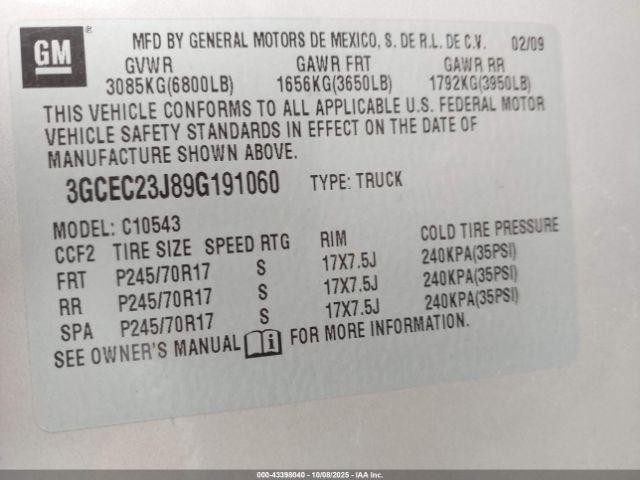 GM
MFD BY GENERAL MOTORS DE MEXICO, S. DE R.L. DE C.V. 02/09
GVWR GAWR FRT GAWR RR
3085KG(6800LB) 1656KG(3650LB) 1792KG(3950LB)
THIS VEHICLE CONFORMS TO ALL APPLICABLE U.S. FEDERAL MOTOR
VEHICLE SAFETY STANDARDS IN EFFECT ON THE DATE OF
MANUFACTURE SHOWN ABOVE.
3GCEC23J89G191060 TYPE: TRUCK
MODEL: C10543
CCF2 TIRE SIZE SPEED RTG RIM COLD TIRE PRESSURE
FRT P245/70R17 S 17X7.5J 240KPA(35PSI)
RR P245/70R17 S 17X7.5J 240KPA(35PSI)
SPA P245/70R17 S 17X7.5J 240KPA(35PSI)
SEE OWNER'S MANUAL i FOR MORE INFORMATION.
000-43398040 - 10/08/2025 - IAA Inc.